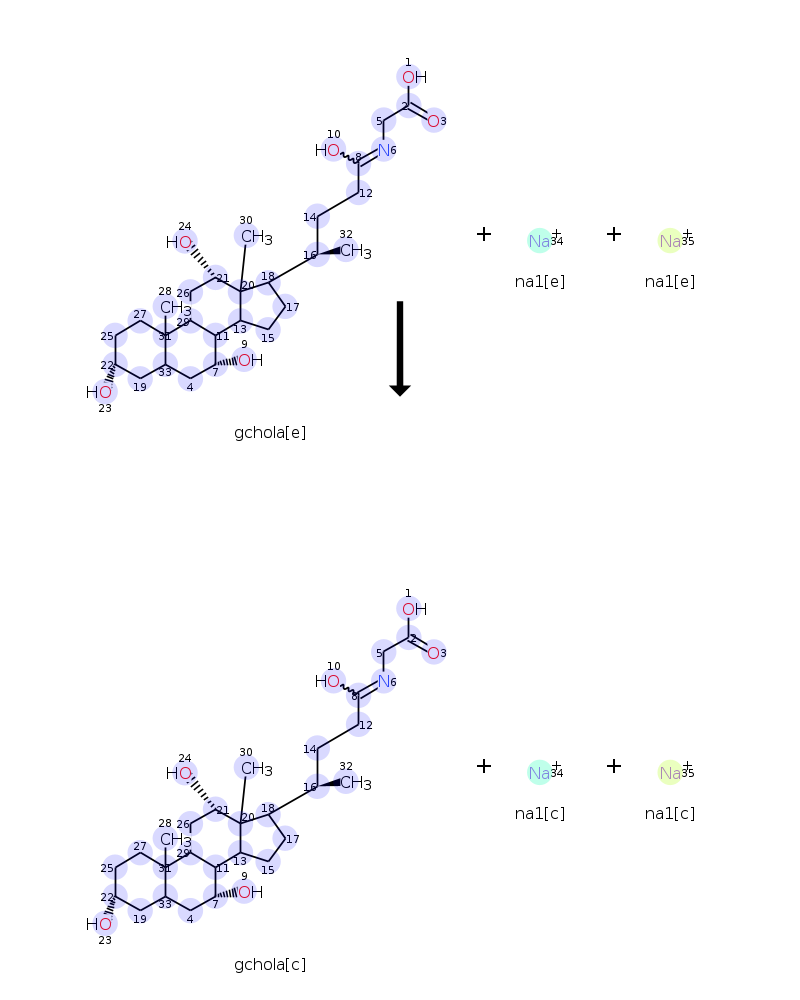 1
OH
2
5
O3
10
HO
8
N6
12
14
24
30
HO
CH3
32
CH3
16
+
Na+
34
+
Na+
35
18
21
20
na1[e]
na1[e]
28
26
CH3
17
27
29
13
25
31
11
15
9
22
33
7
OH
HO
19
4
23
gchola[e]
1
OH
2
5
O3
10
HO
8
N6
12
14
24
30
HO
CH3
32
CH3
16
+
Na+
34
+
Na+
35
18
21
20
na1[c]
na1[c]
28
26
CH3
17
27
29
13
25
31
11
15
9
22
33
7
OH
HO
19
4
23
gchola[c]